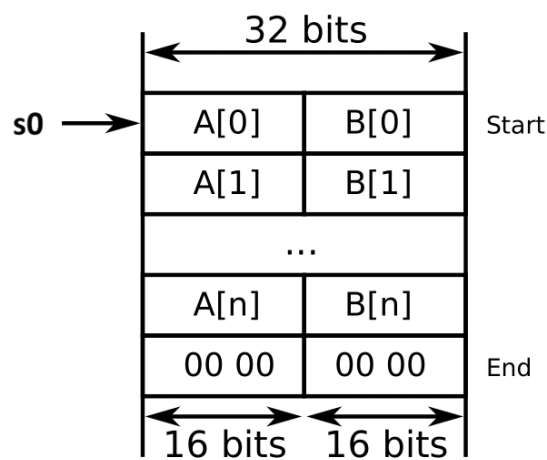 32 bits
s0 A[0] B[0] Start
A[1] B[1]
...
A[n] B[n]
00 00 00 00 End
16 bits 16 bits